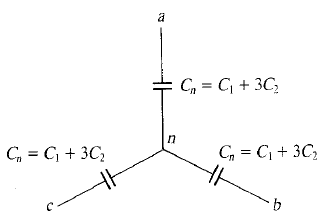 a
Cₙ = C₁ + 3C₂
n
Cₙ = C₁ + 3C₂
Cₙ = C₁ + 3C₂
c
b